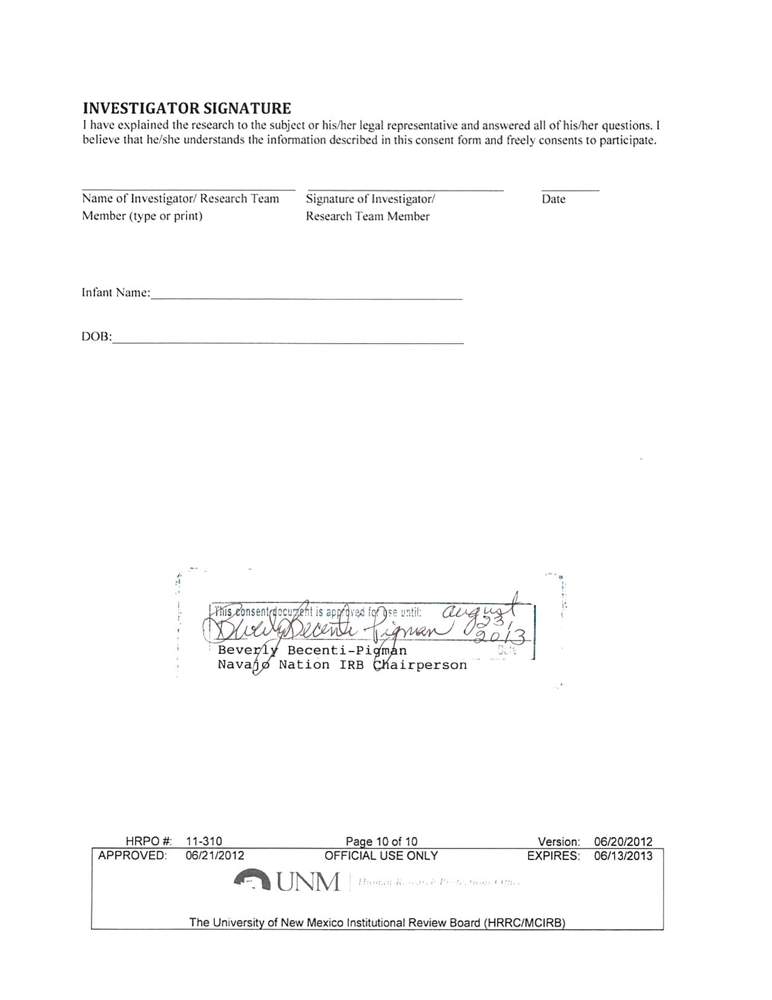 INVESTIGATOR SIGNATURE
I have explained the research to the subject or his/her legal representative and answered all of his/her questions. I
believe that he/she understands the information described in this consent form and freely consents to participate.
Name of Investigator/ Research Team Signature of Investigator/ Date
Member (type or print) Research Team Member
Infant Name:
DOB:
This consent document is approved for use until: august
23,
Beverly Becenti-Pigman 2013
Beverly Becenti-Pigman Date
Navajo Nation IRB Chairperson
HRPO #: 11-310 Page 10 of 10 Version: 06/20/2012
APPROVED: 06/21/2012 OFFICIAL USE ONLY EXPIRES: 06/13/2013
UNM | Human Research Protections Office
The University of New Mexico Institutional Review Board (HRRC/MCIRB)